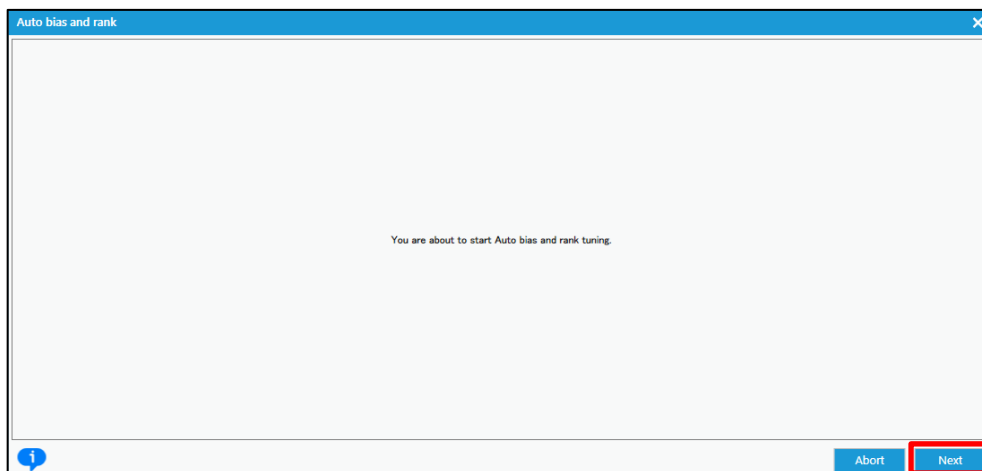 Auto bias and rank
You are about to start Auto bias and rank tuning.
i
Abort
Next